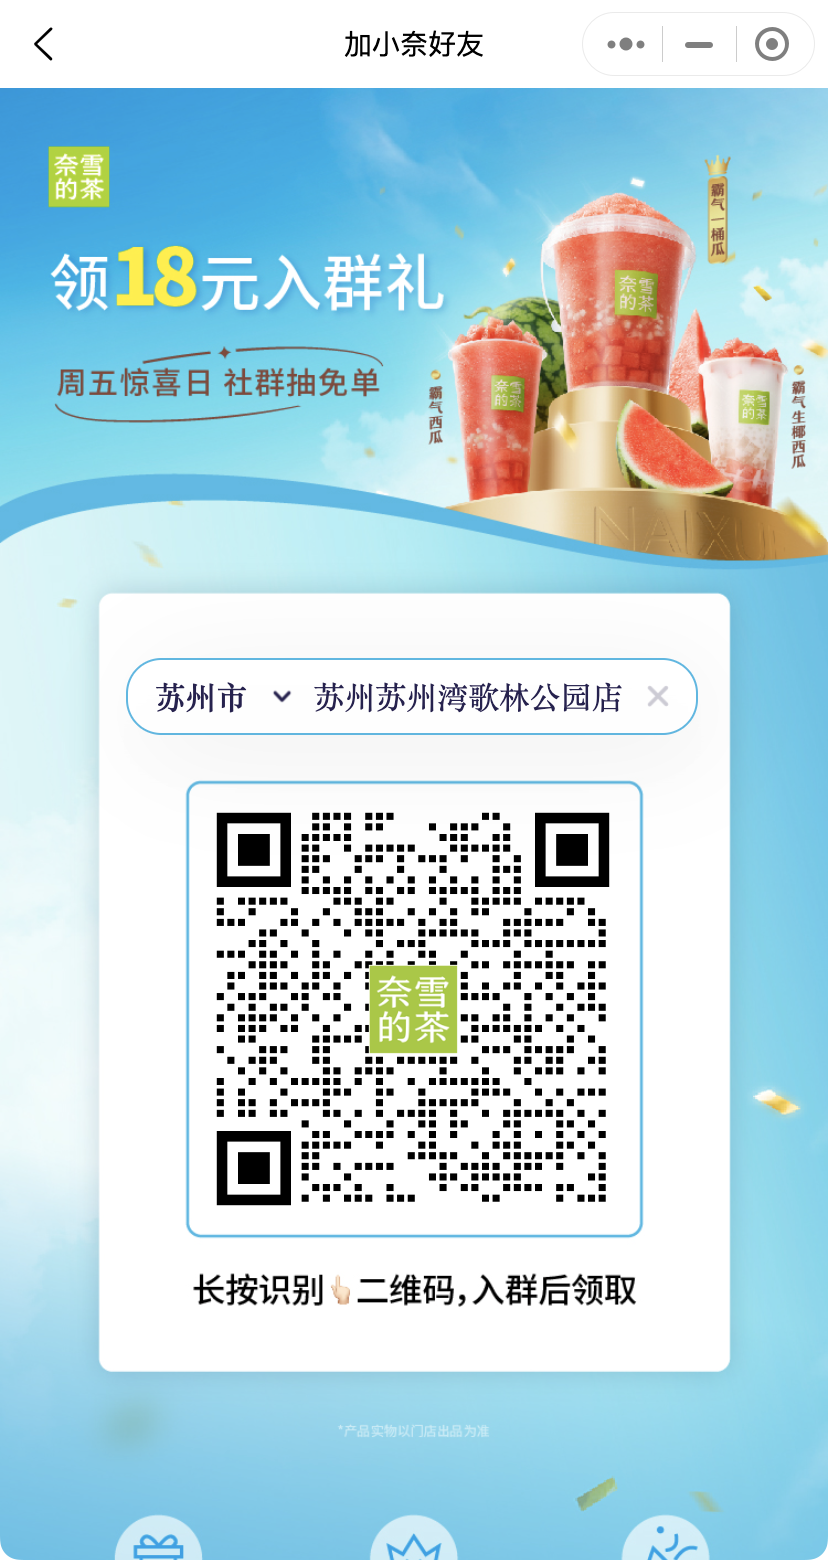 加小奈好友
奈雪
的茶
领18元入群礼
周五惊喜日 社群抽免单
霸气一桶瓜
奈雪
的茶
霸气西瓜
奈雪
的茶
奈雪
的茶
霸气生椰西瓜
NAIXUE
苏州市 苏州苏州湾歌林公园店
奈雪
的茶
长按识别👆🏻二维码,入群后领取
*产品实物以门店出品为准